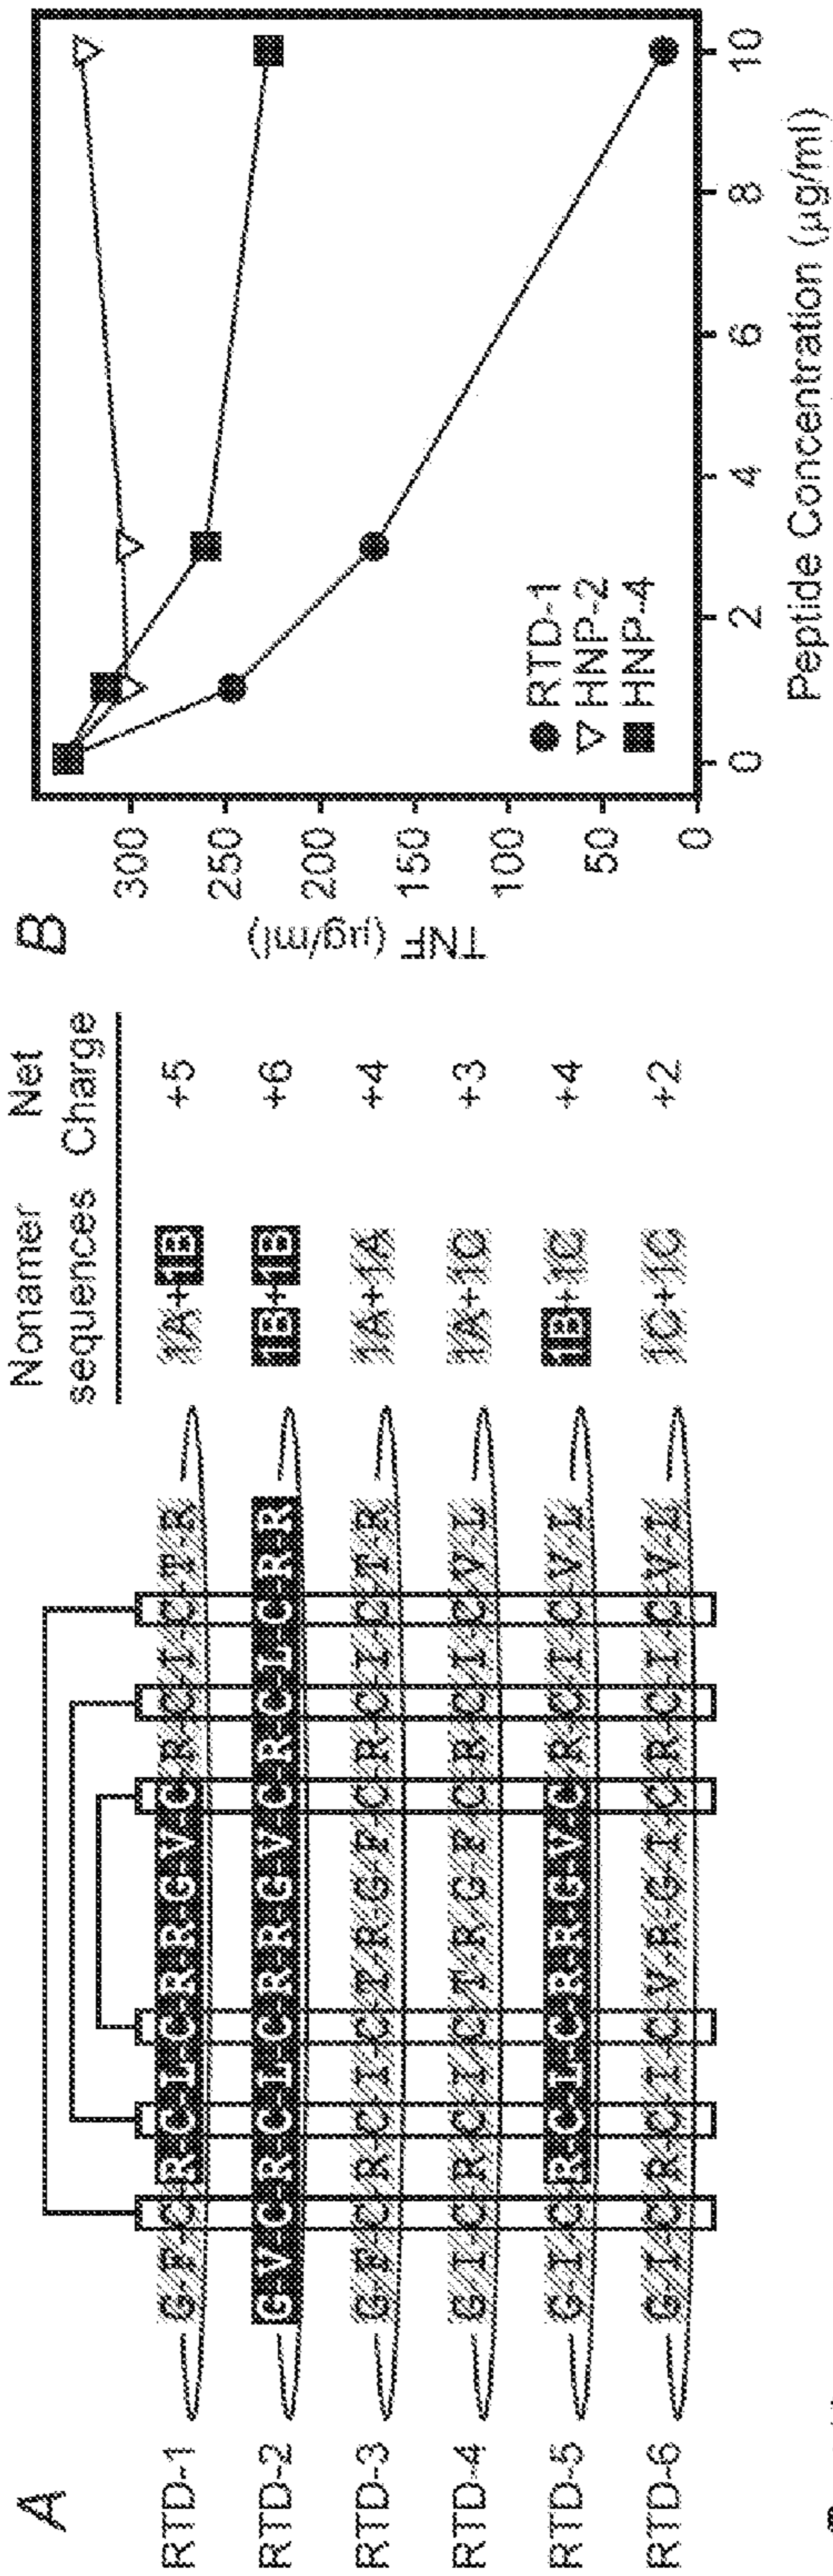 A
Nonamer Net
sequences Charge
RTD-1 G-F-C-R-C-L-C-R-R-G-V-C-R-C-I-C-T-R 1A+1B +5
RTD-2 G-V-C-R-C-L-C-R-R-G-V-C-R-C-L-C-R-R 1B+1B +6
RTD-3 G-F-C-R-C-I-C-T-R-G-F-C-R-C-I-C-T-R 1A+1A +4
RTD-4 G-I-C-R-C-I-C-T-R-G-F-C-R-C-I-C-V-L 1A+1C +3
RTD-5 G-I-C-R-C-L-C-R-R-G-V-C-R-C-I-C-V-L 1B+1C +4
RTD-6 G-I-C-R-C-I-C-V-R-G-I-C-R-C-I-C-V-L 1C+1C +2
B
TNF (µg/ml)
300
250
200
150
100
50
0
RTD-1
HNP-2
HNP-4
0 2 4 6 8 10
Peptide Concentration (µg/ml)